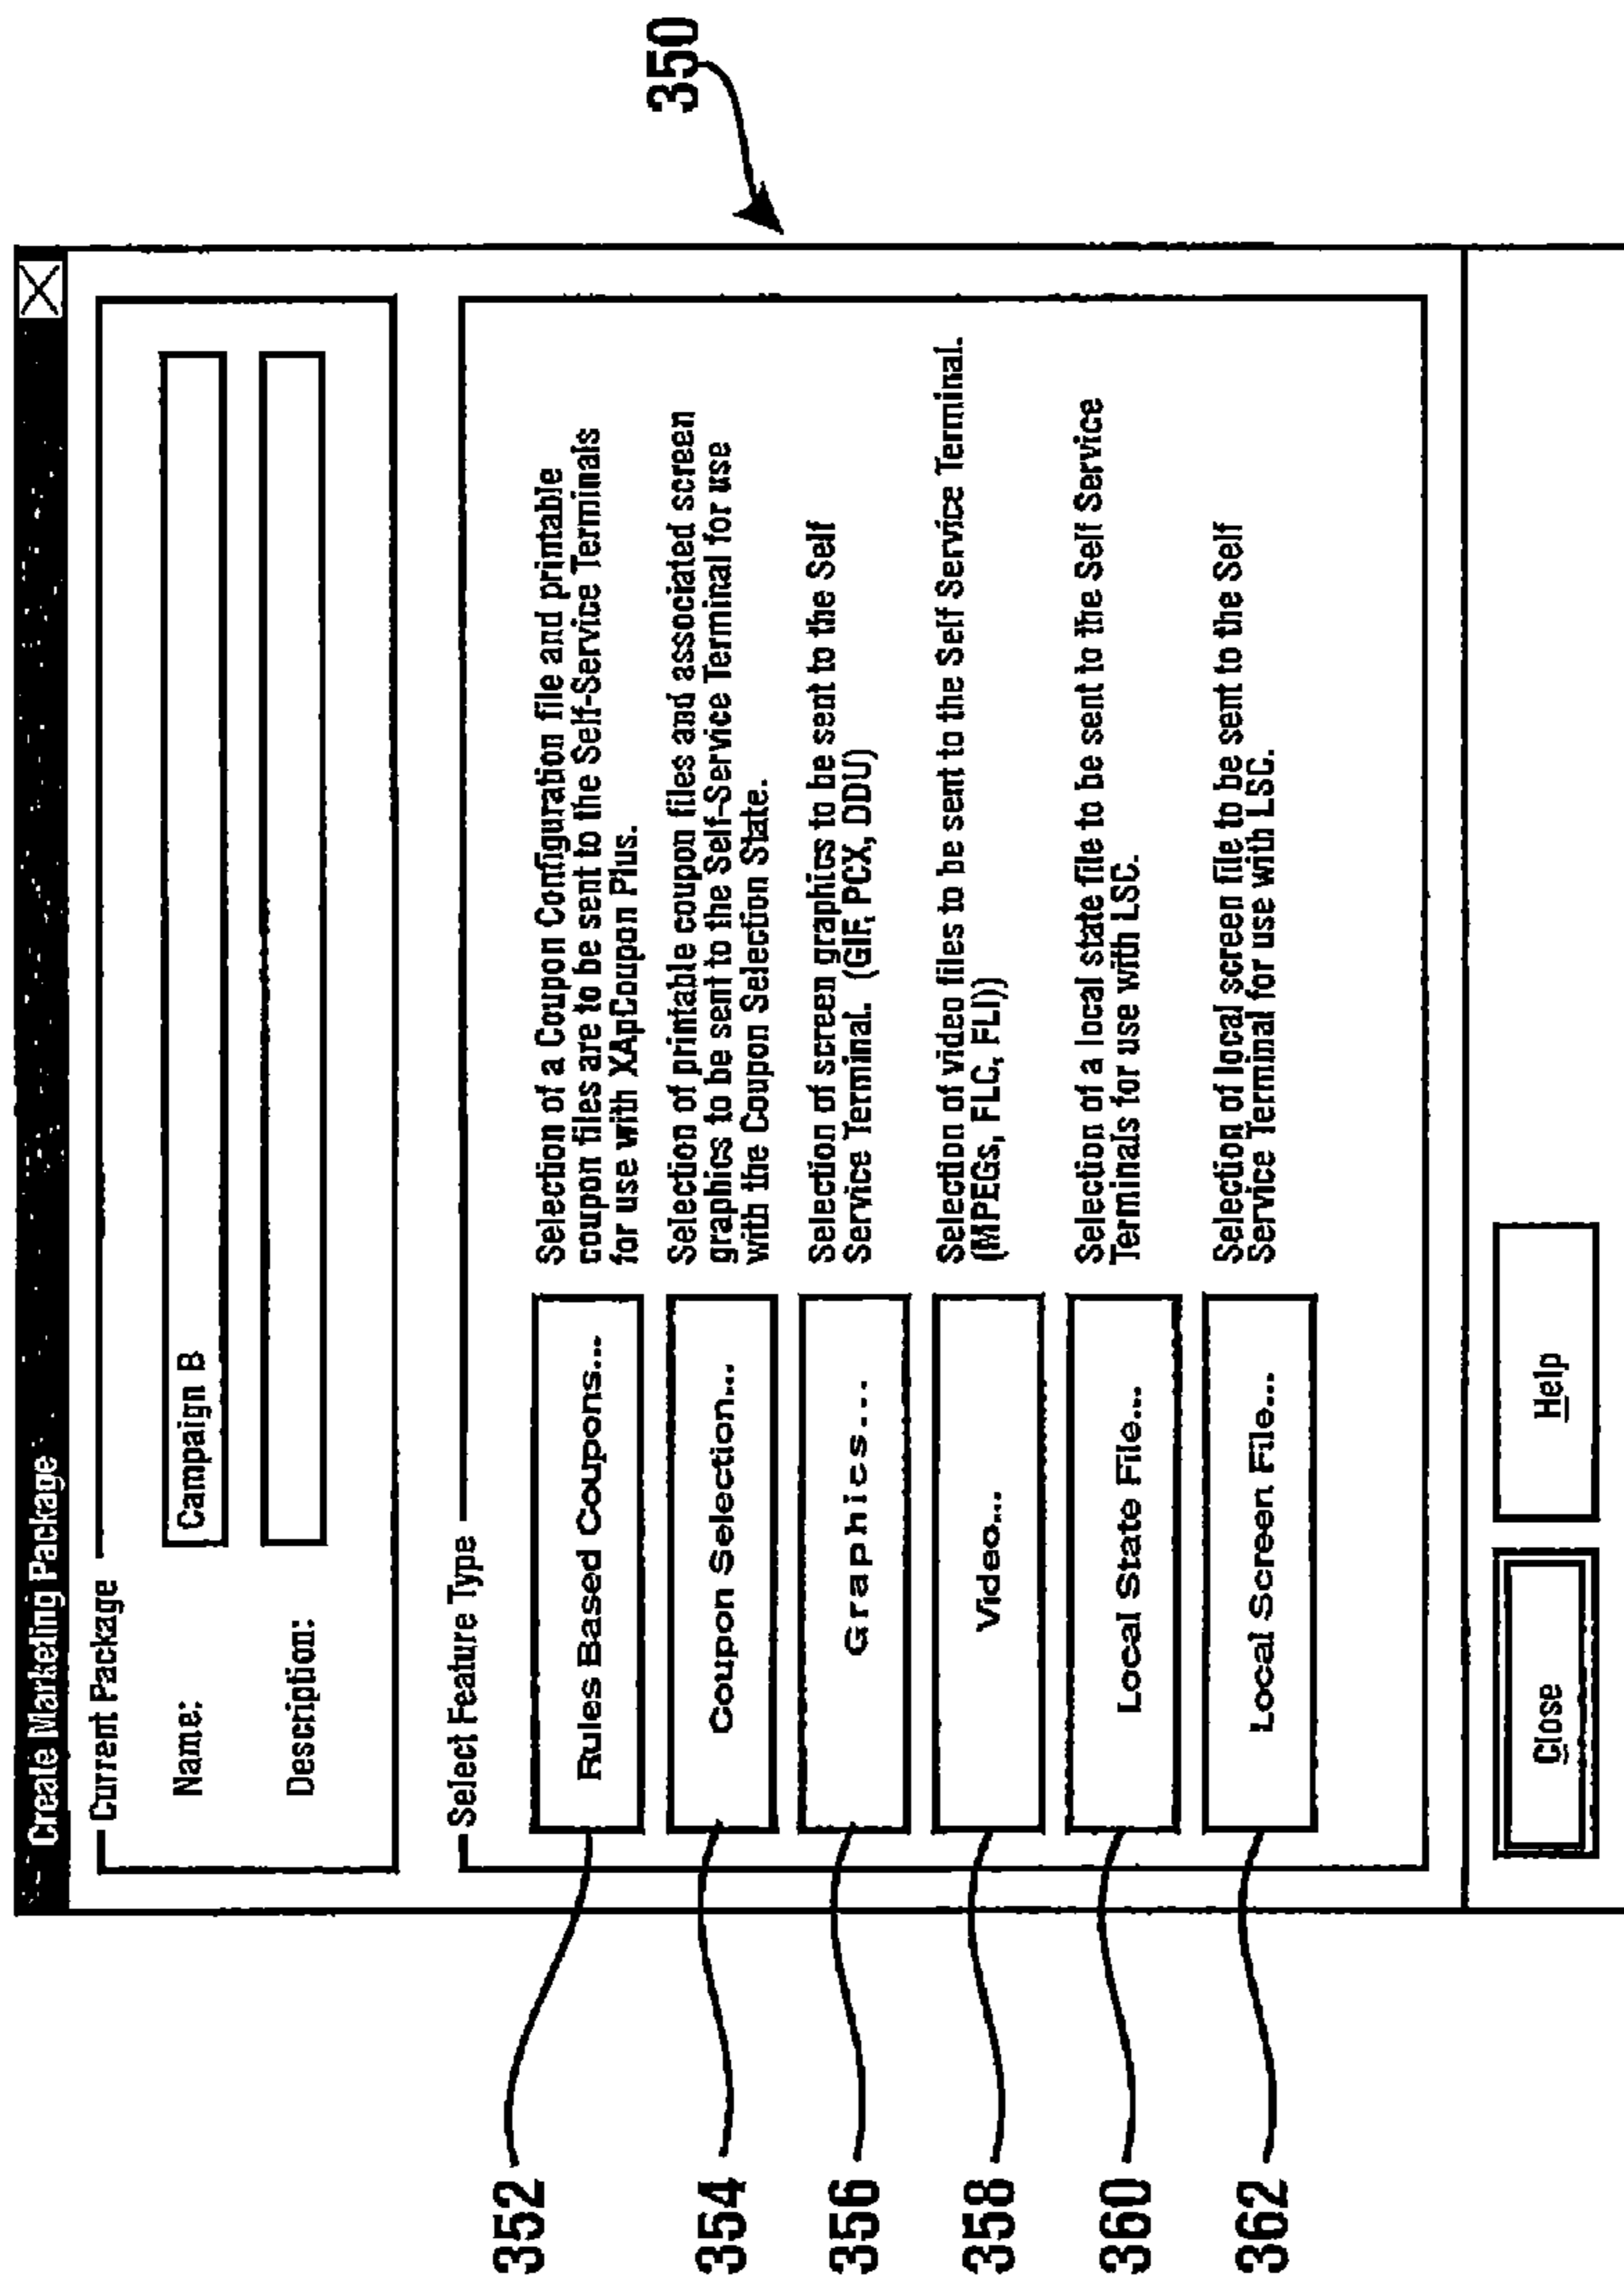 350
Create Marketing Package
Current Package
Name:
Campaign B
Description:
Select Feature Type
352
Rules Based Coupons...
Selection of a Coupon Configuration file and printable
coupon files are to be sent to the Self-Service Terminals
for use with XApCoupon Plus.
354
Coupon Selection...
Selection of printable coupon files and associated screen
graphics to be sent to the Self-Service Terminal for use
with the Coupon Selection State.
356
Graphics...
Selection of screen graphics to be sent to the Self
Service Terminal. (GIF, PCX, DDU)
358
Video...
Selection of video files to be sent to the Self Service Terminal.
(MPEGs, FLC, FLI))
360
Local State File...
Selection of a local state file to be sent to the Self Service
Terminals for use with LSC.
362
Local Screen File...
Selection of local screen file to be sent to the Self
Service Terminal for use with LSC.
Close
Help